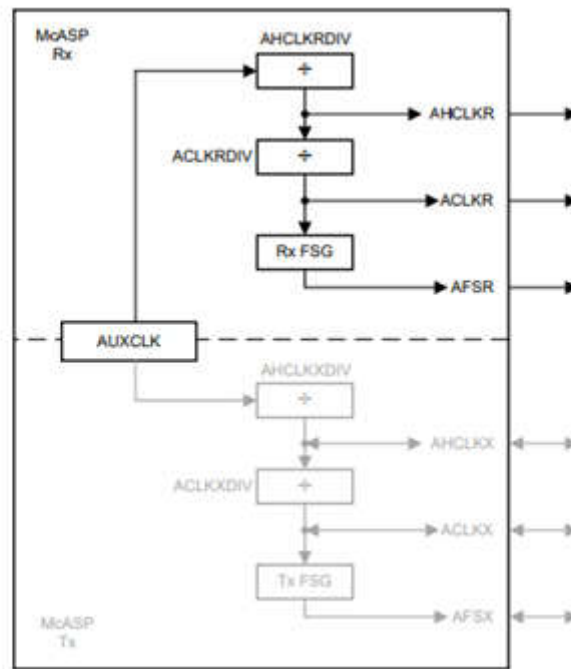 McASP
Rx
AHCLKRDIV
÷
AHCLKR
ACLKRDIV
÷
ACLKR
Rx FSG
AFSR
AUXCLK
AHCLKXDIV
÷
AHCLKX
ACLKXDIV
÷
ACLKX
Tx FSG
AFSX
McASP
Tx